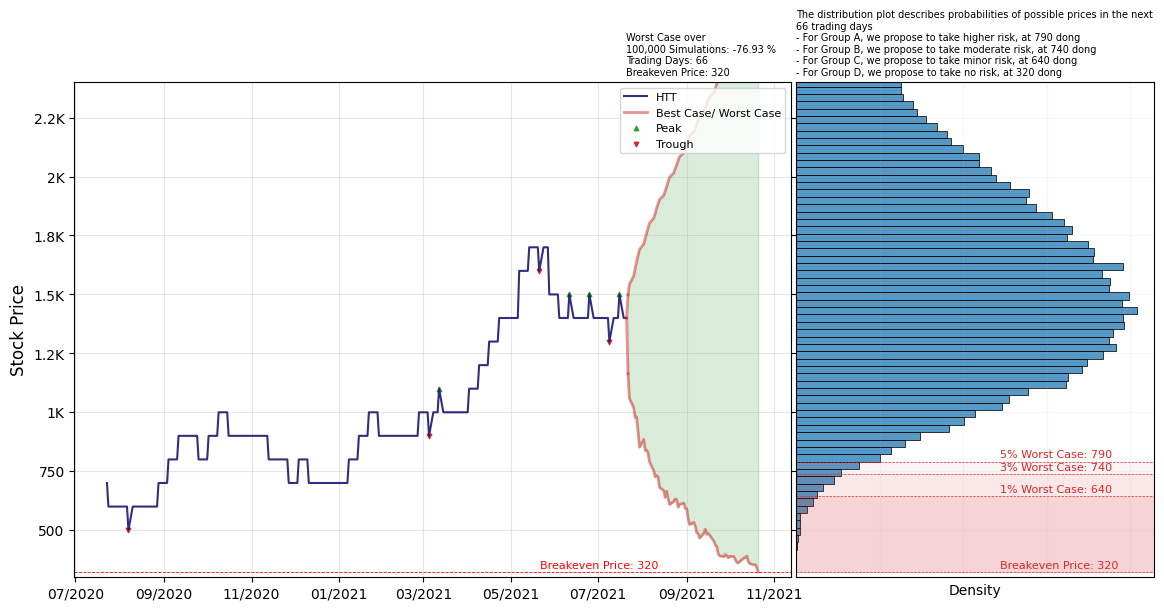 The distribution plot describes probabilities of possible prices in the next
66 trading days
- For Group A, we propose to take higher risk, at 790 dong
- For Group B, we propose to take moderate risk, at 740 dong
- For Group C, we propose to take minor risk, at 640 dong
- For Group D, we propose to take no risk, at 320 dong
Worst Case over
100,000 Simulations: -76.93 %
Trading Days: 66
Breakeven Price: 320
HTT
Best Case/ Worst Case
Peak
Trough
Stock Price
2.2K
2K
1.8K
1.5K
1.2K
1K
750
500
Breakeven Price: 320
07/2020
09/2020
11/2020
01/2021
03/2021
05/2021
07/2021
09/2021
11/2021
5% Worst Case: 790
3% Worst Case: 740
1% Worst Case: 640
Breakeven Price: 320
Density